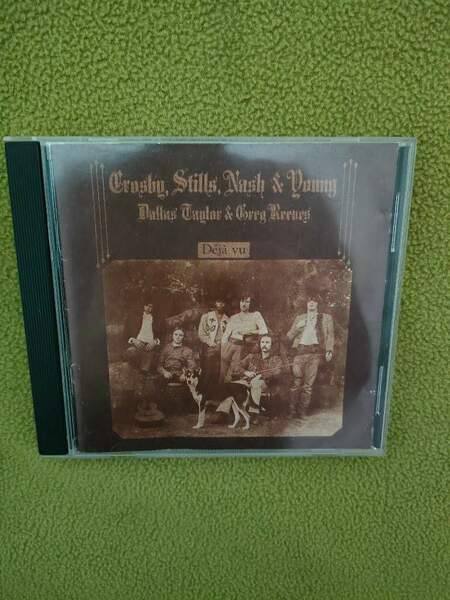 Crosby, Stills, Nash & Young
Dallas Taylor & Greg Reeves
Déjà vu